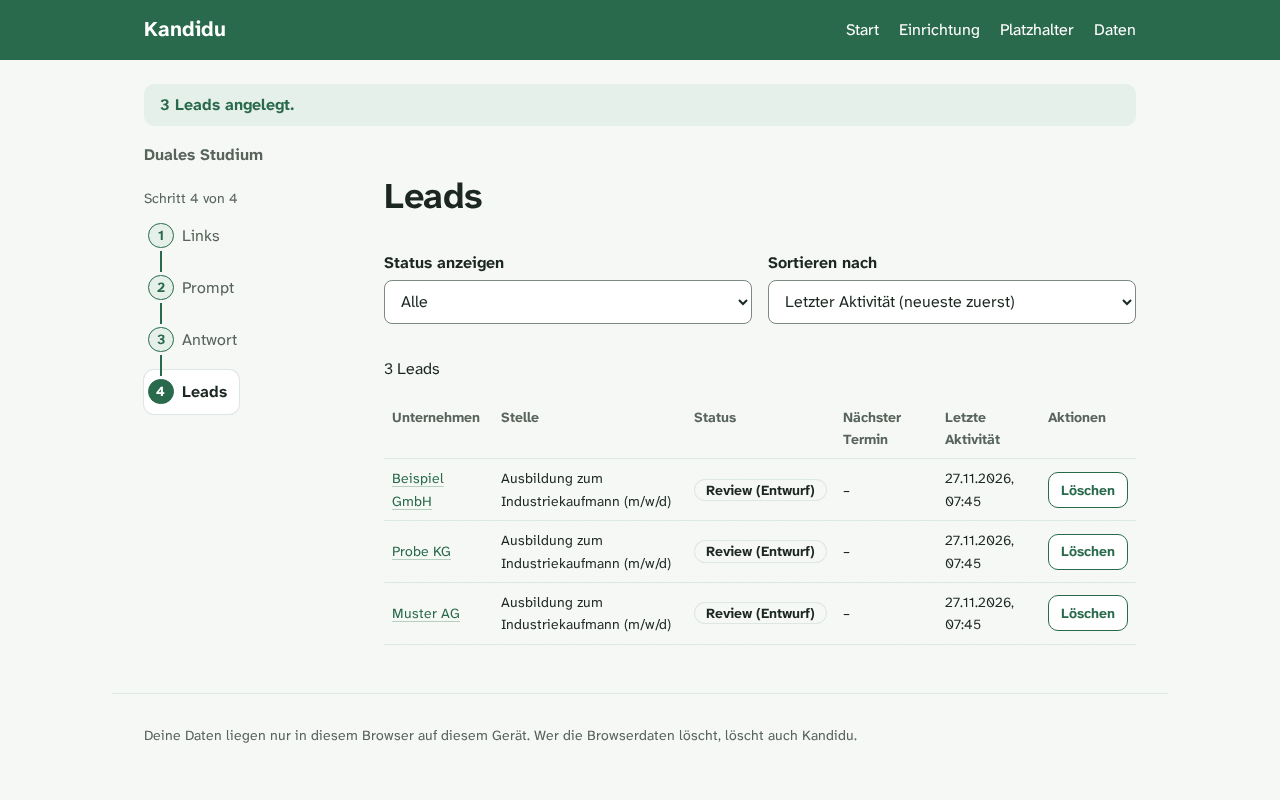 Kandidu
Start Einrichtung Platzhalter Daten
3 Leads angelegt.
Duales Studium
Schritt 4 von 4
1 Links
2 Prompt
3 Antwort
4 Leads
Leads
Status anzeigen
Alle
Sortieren nach
Letzter Aktivität (neueste zuerst)
3 Leads
Unternehmen Stelle Status Nächster Termin Letzte Aktivität Aktionen
Beispiel GmbH Ausbildung zum Industriekaufmann (m/w/d) Review (Entwurf) – 27.11.2026, 07:45 Löschen
Probe KG Ausbildung zum Industriekaufmann (m/w/d) Review (Entwurf) – 27.11.2026, 07:45 Löschen
Muster AG Ausbildung zum Industriekaufmann (m/w/d) Review (Entwurf) – 27.11.2026, 07:45 Löschen
Deine Daten liegen nur in diesem Browser auf diesem Gerät. Wer die Browserdaten löscht, löscht auch Kandidu.